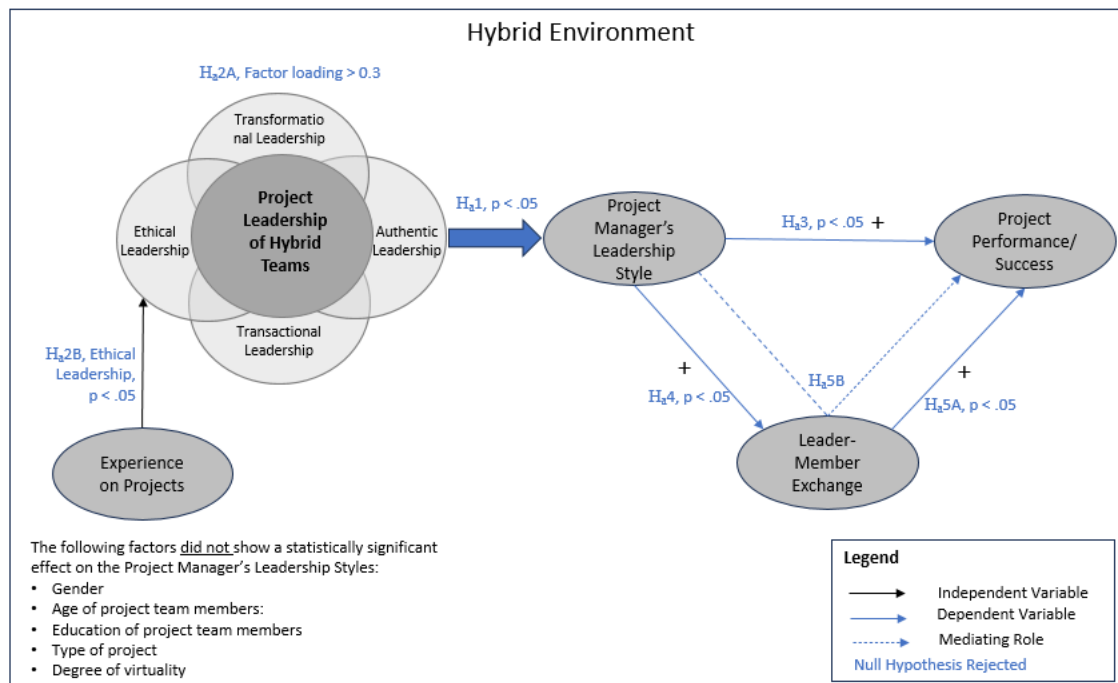 Hybrid Environment
Hₐ2A, Factor loading > 0.3
Transformatio
nal Leadership
Project
Leadership
of Hybrid
Teams
Ethical
Leadership
Authentic
Leadership
Transactional
Leadership
Hₐ1, p < .05
Project
Manager's
Leadership
Style
Hₐ3, p < .05 +
Project
Performance/
Success
Hₐ2B, Ethical
Leadership,
p < .05
+
Hₐ4, p < .05
Hₐ5B
+
Hₐ5A, p < .05
Experience
on Projects
Leader-
Member
Exchange
The following factors did not show a statistically significant
effect on the Project Manager's Leadership Styles:
• Gender
• Age of project team members:
• Education of project team members
• Type of project
• Degree of virtuality
Legend
Independent Variable
Dependent Variable
Mediating Role
Null Hypothesis Rejected